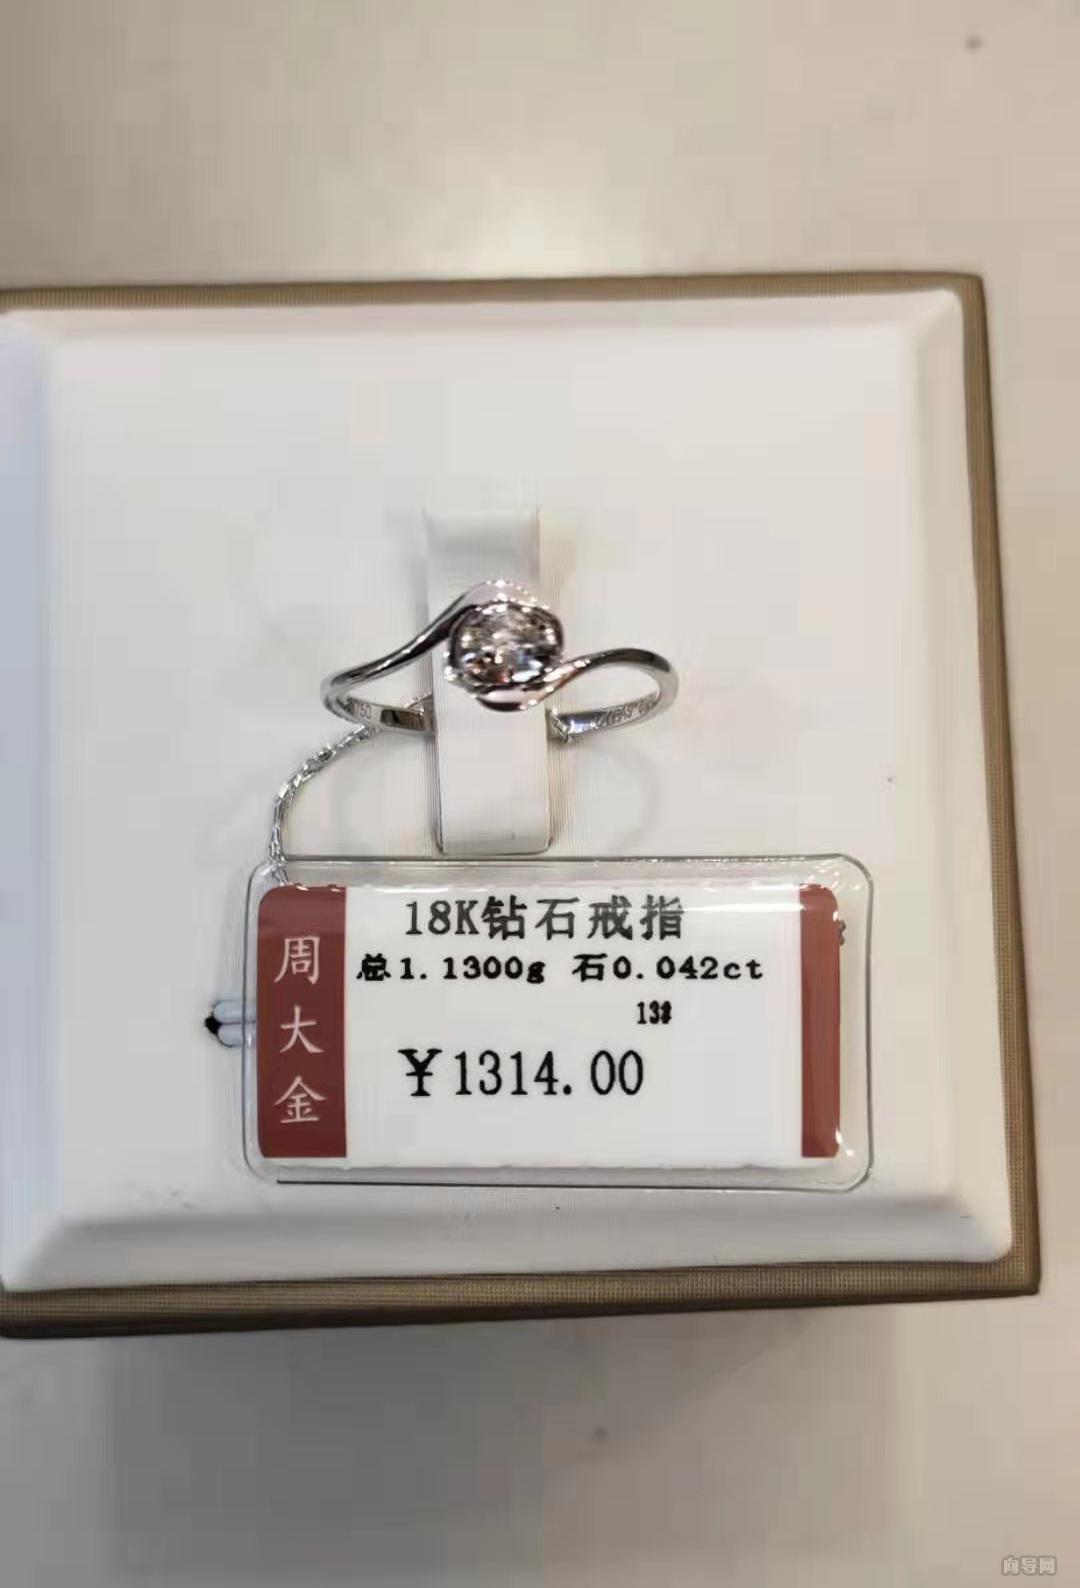 周大金
18K钻石戒指
总1.1300g 石0.042ct
13#
￥1314.00
向导网